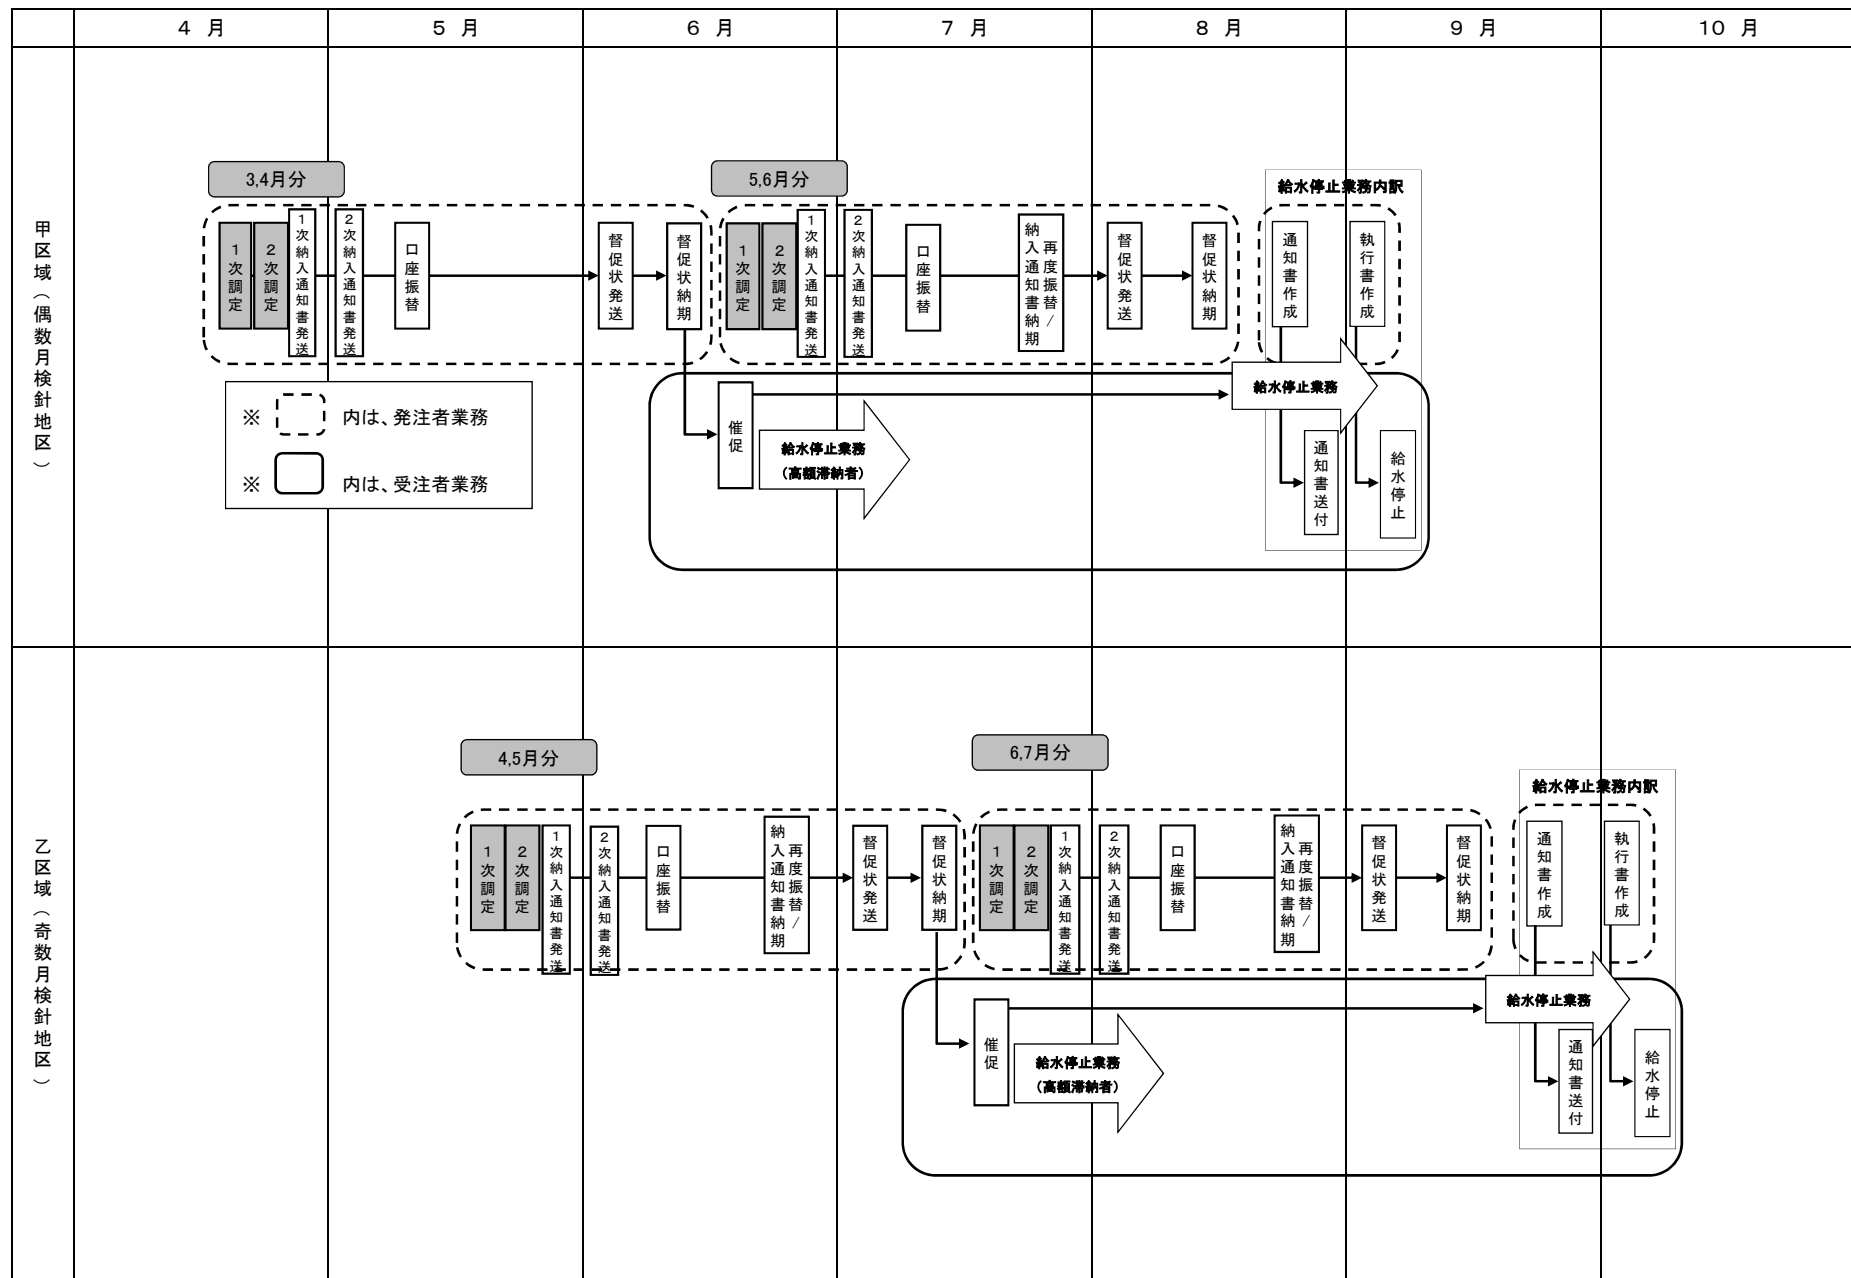 ４ 月
５ 月
６ 月
７ 月
８ 月
９ 月
10 月
甲区域（偶数月検針地区）
3,4月分
１次調定
２次調定
１次納入通知書発送
２次納入通知書発送
口座振替
督促状発送
督促状納期
5,6月分
１次調定
２次調定
１次納入通知書発送
２次納入通知書発送
口座振替
再度振替/
納入通知書納期
督促状発送
督促状納期
給水停止業務内訳
通知書作成
執行書作成
※ 内は、発注者業務
※ 内は、受注者業務
催促
給水停止業務
（高額滞納者）
給水停止業務
通知書送付
給水停止
乙区域（奇数月検針地区）
4,5月分
１次調定
２次調定
１次納入通知書発送
２次納入通知書発送
口座振替
再度振替/
納入通知書納期
督促状発送
督促状納期
6,7月分
１次調定
２次調定
１次納入通知書発送
２次納入通知書発送
口座振替
再度振替/
納入通知書納期
督促状発送
督促状納期
給水停止業務内訳
通知書作成
執行書作成
催促
給水停止業務
（高額滞納者）
給水停止業務
通知書送付
給水停止